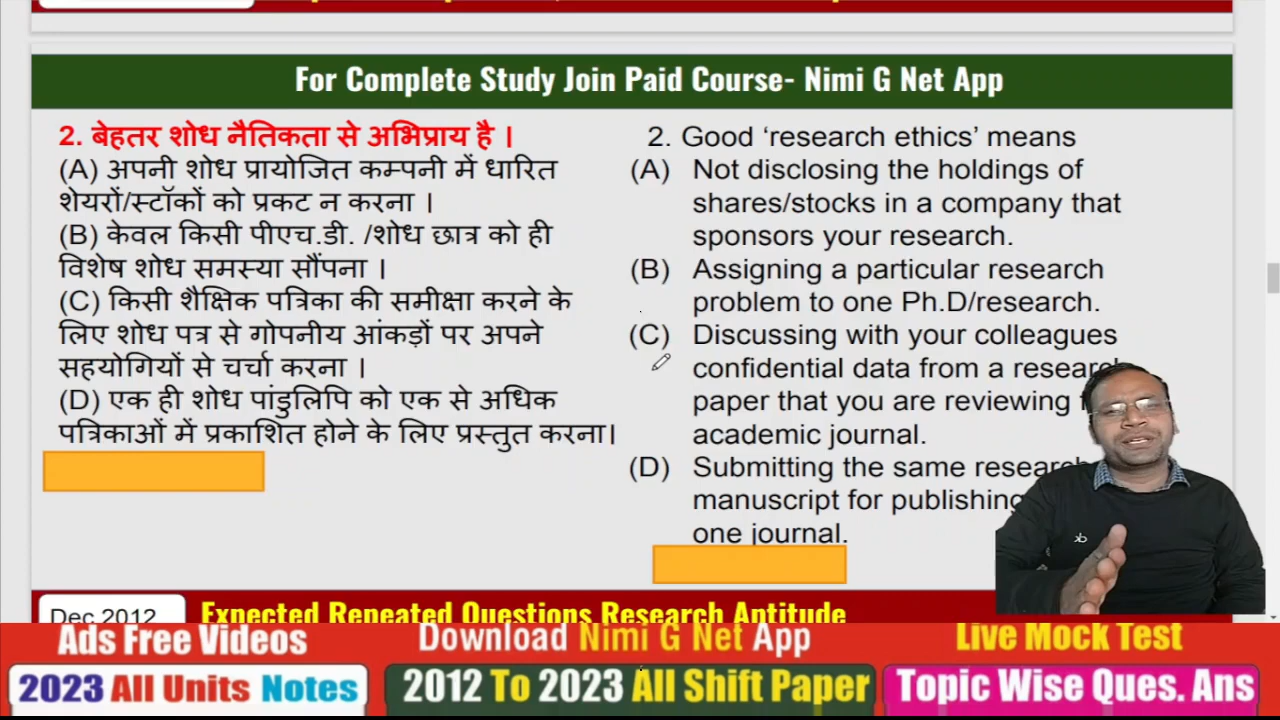 For Complete Study Join Paid Course- Nimi G Net App
2. बेहतर शोध नैतिकता से अभिप्राय है ।
(A) अपनी शोध प्रायोजित कम्पनी में धारित
शेयरों/स्टॉकों को प्रकट न करना ।
(B) केवल किसी पीएच.डी. /शोध छात्र को ही
विशेष शोध समस्या सौंपना ।
(C) किसी शैक्षिक पत्रिका की समीक्षा करने के
लिए शोध पत्र से गोपनीय आंकड़ों पर अपने
सहयोगियों से चर्चा करना ।
(D) एक ही शोध पांडुलिपि को एक से अधिक
पत्रिकाओं में प्रकाशित होने के लिए प्रस्तुत करना।
2. Good ‘research ethics’ means
(A) Not disclosing the holdings of
shares/stocks in a company that
sponsors your research.
(B) Assigning a particular research
problem to one Ph.D/research.
(C) Discussing with your colleagues
confidential data from a research
paper that you are reviewing
academic journal.
(D) Submitting the same research
manuscript for publishing
one journal.
Dec 2012
Expected Repeated Questions Research Aptitude
Ads Free Videos
Download Nimi G Net App
Live Mock Test
2023 All Units Notes
2012 To 2023 All Shift Paper
Topic Wise Ques. Ans